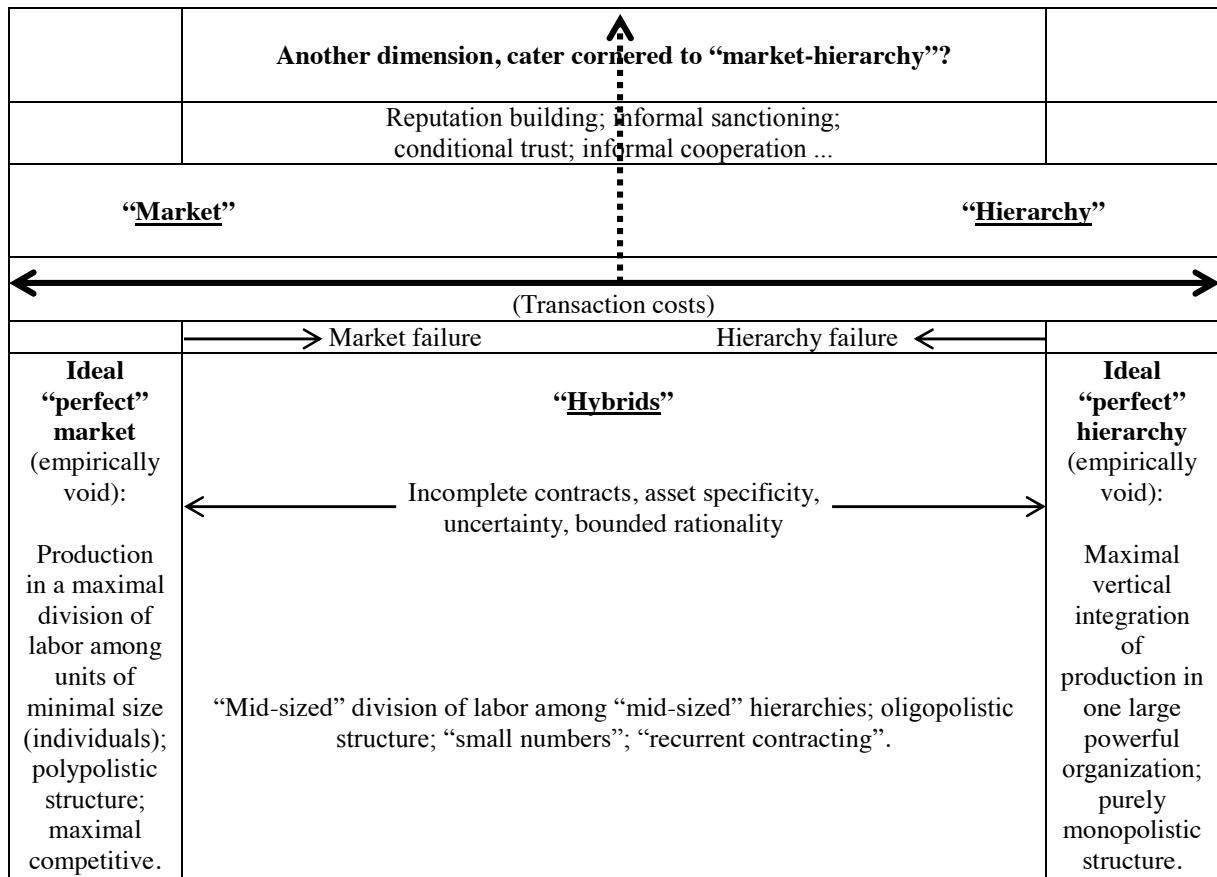 Another dimension, cater cornered to “market-hierarchy”?
Reputation building; informal sanctioning;
conditional trust; informal cooperation ...
“Market”
“Hierarchy”
(Transaction costs)
Market failure
Hierarchy failure
Ideal
“perfect”
market
(empirically
void):
Production
in a maximal
division of
labor among
units of
minimal size
(individuals);
polypolistic
structure;
maximal
competitive.
“Hybrids”
Incomplete contracts, asset specificity,
uncertainty, bounded rationality
“Mid-sized” division of labor among “mid-sized” hierarchies; oligopolistic
structure; “small numbers”; “recurrent contracting”.
Ideal
“perfect”
hierarchy
(empirically
void):
Maximal
vertical
integration
of
production in
one large
powerful
organization;
purely
monopolistic
structure.